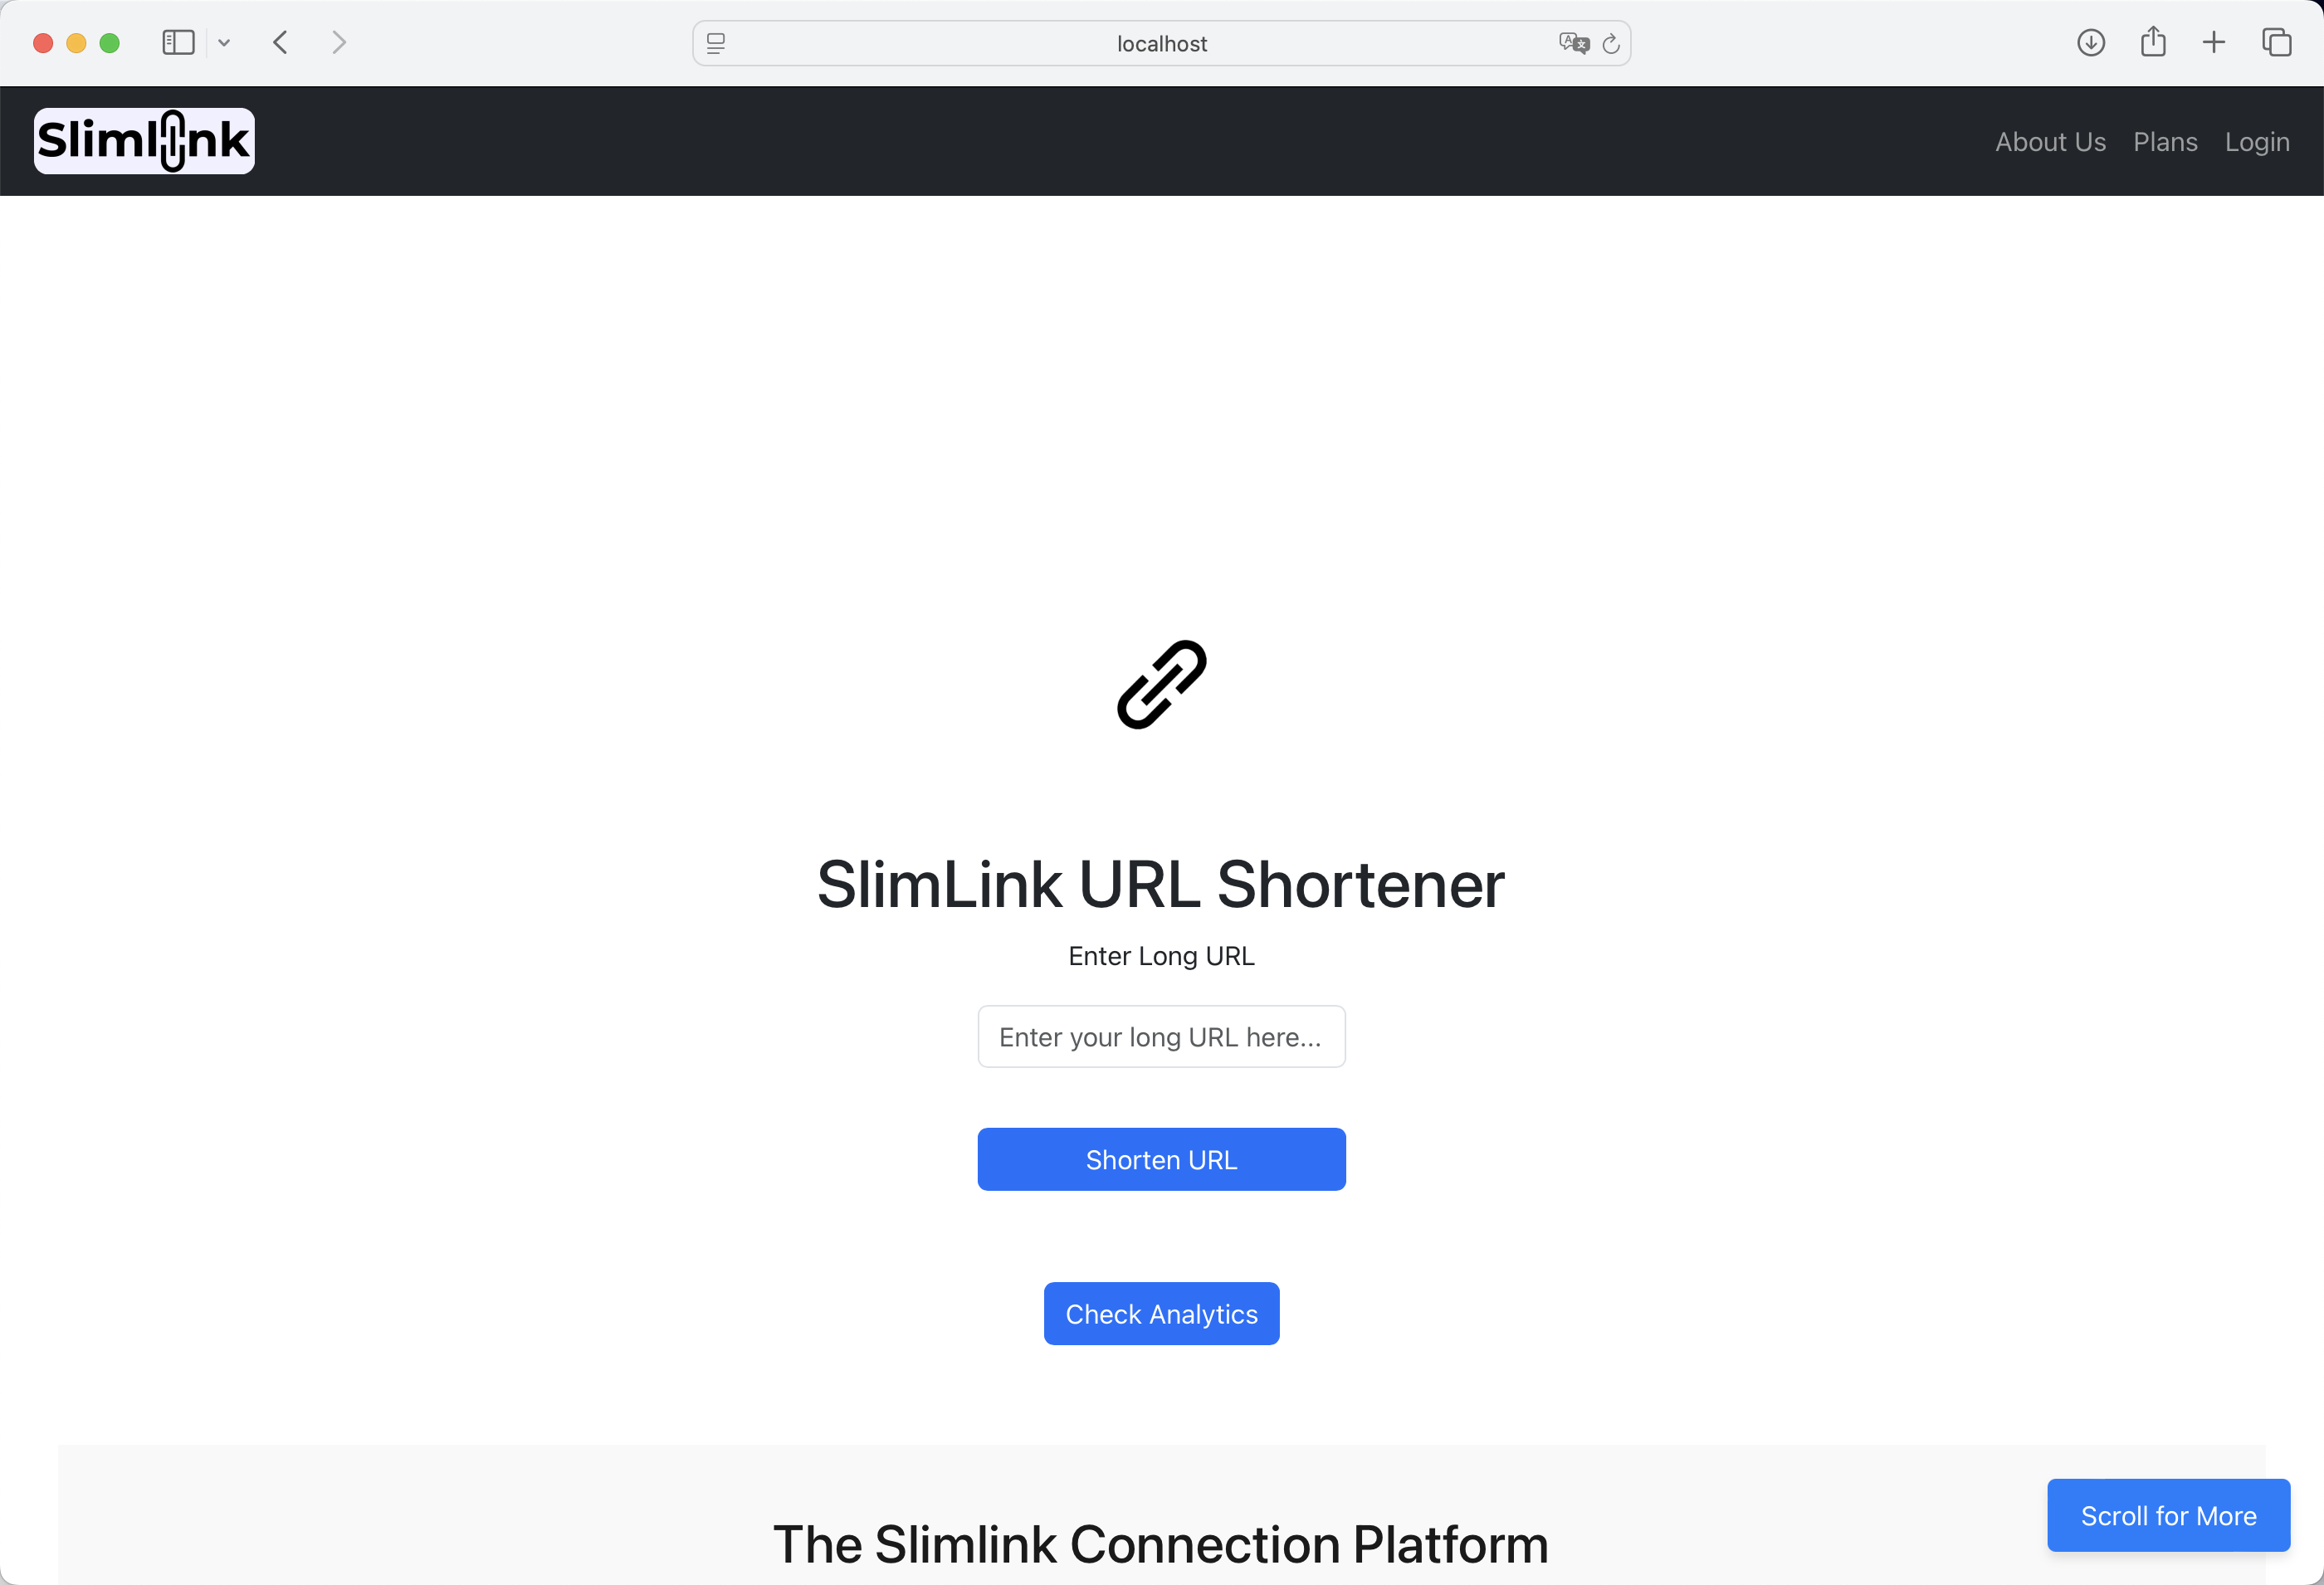 localhost
Slimlink
About Us Plans Login
SlimLink URL Shortener
Enter Long URL
Enter your long URL here...
Shorten URL
Check Analytics
Scroll for More
The Slimlink Connection Platform